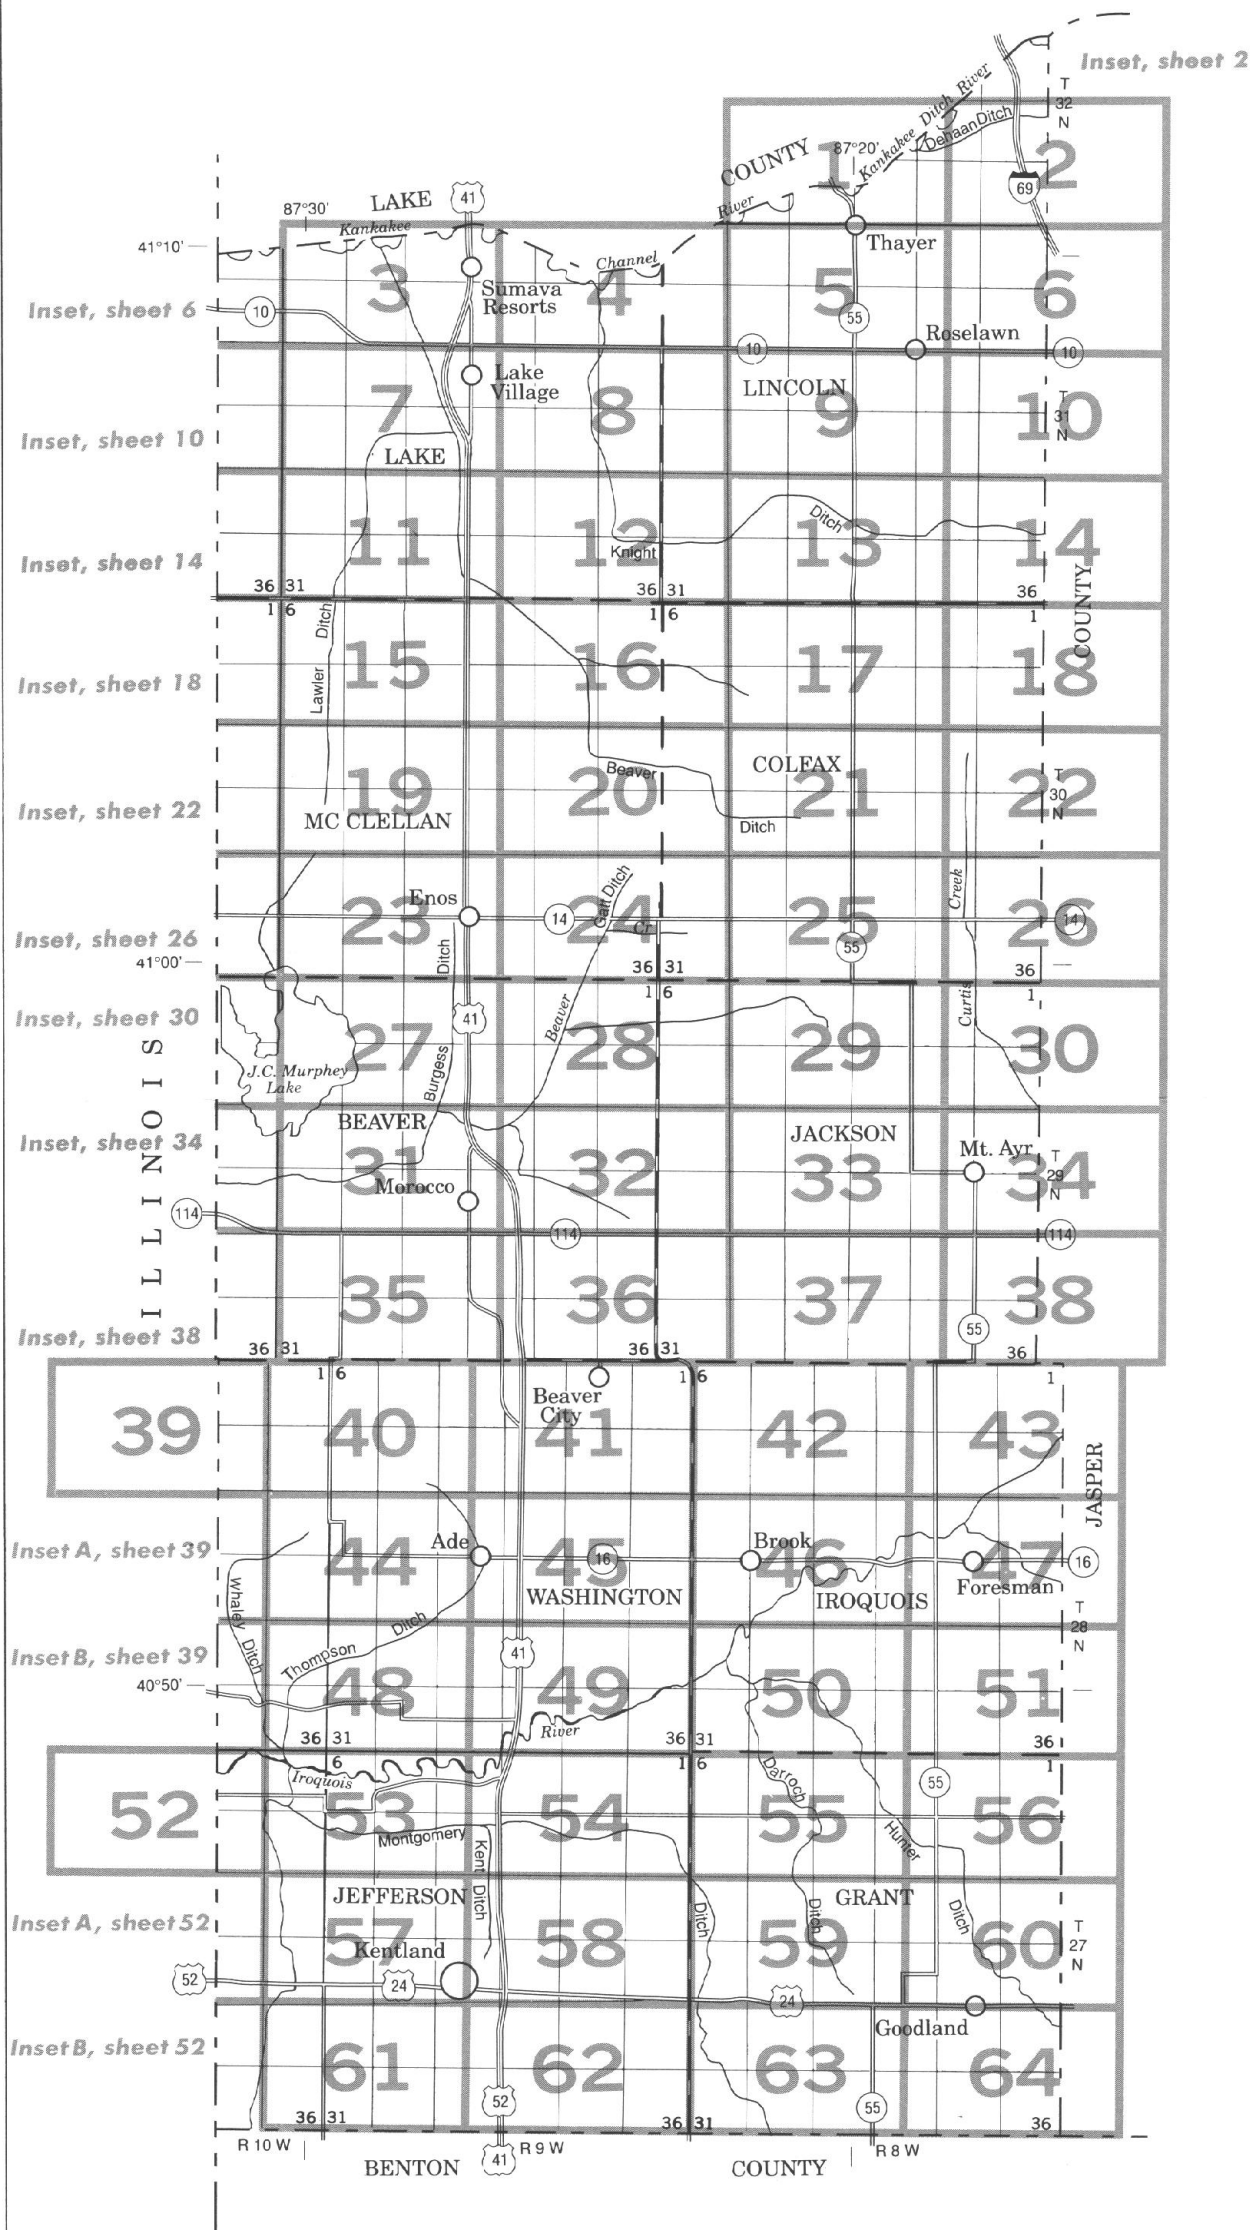 Inset, sheet 2
T
32
N
Kankakee Ditch River
Dehaan Ditch
COUNTY
87°20'
1
2
69
LAKE
41
87°30'
River
Kankakee
41°10'
Thayer
Channel
3
Sumava
Resorts
4
5
6
Inset, sheet 6
10
55
Roselawn
10
10
Lake
Village
LINCOLN
7
8
9
T
31
N
10
Inset, sheet 10
LAKE
Ditch
11
12
13
14
Knight
Inset, sheet 14
COUNTY
36 31
36 31
36
1 6
1 6
1
Ditch
15
16
17
18
Inset, sheet 18
Lawler
COLFAX
Beaver
19
20
21
22
T
30
N
Inset, sheet 22
MC CLELLAN
Ditch
Creek
Gatt Ditch
Enos
23
14
24
25
26
14
Cr
Inset, sheet 26
Ditch
55
41°00'
36 31
36
1 6
1
Curtis
Inset, sheet 30
41
Beaver
27
28
29
30
ILLINOIS
J.C. Murphey
Lake
Burgess
BEAVER
JACKSON
Inset, sheet 34
Mt. Ayr
31
32
33
34
T
29
N
Morocco
114
114
114
35
36
37
38
Inset, sheet 38
55
36 31
36 31
36
1 6
1 6
1
Beaver
City
39
40
41
42
43
JASPER
Inset A, sheet 39
Ade
Brook
44
45
16
46
47
16
Foresman
WASHINGTON
IROQUOIS
Whaley Ditch
Ditch
T
28
N
Inset B, sheet 39
Thompson
41
40°50'
48
49
50
51
River
36 31
36 31
36
6
1 6
1
Iroquois
Darroch
55
52
53
54
55
56
Montgomery
Hunter
Kent Ditch
JEFFERSON
GRANT
Inset A, sheet 52
Ditch
Ditch
Ditch
57
58
59
60
T
27
N
Kentland
52
24
24
Goodland
Inset B, sheet 52
61
62
63
64
52
55
36 31
36 31
36
R 10 W
R 9 W
R 8 W
BENTON
41
COUNTY